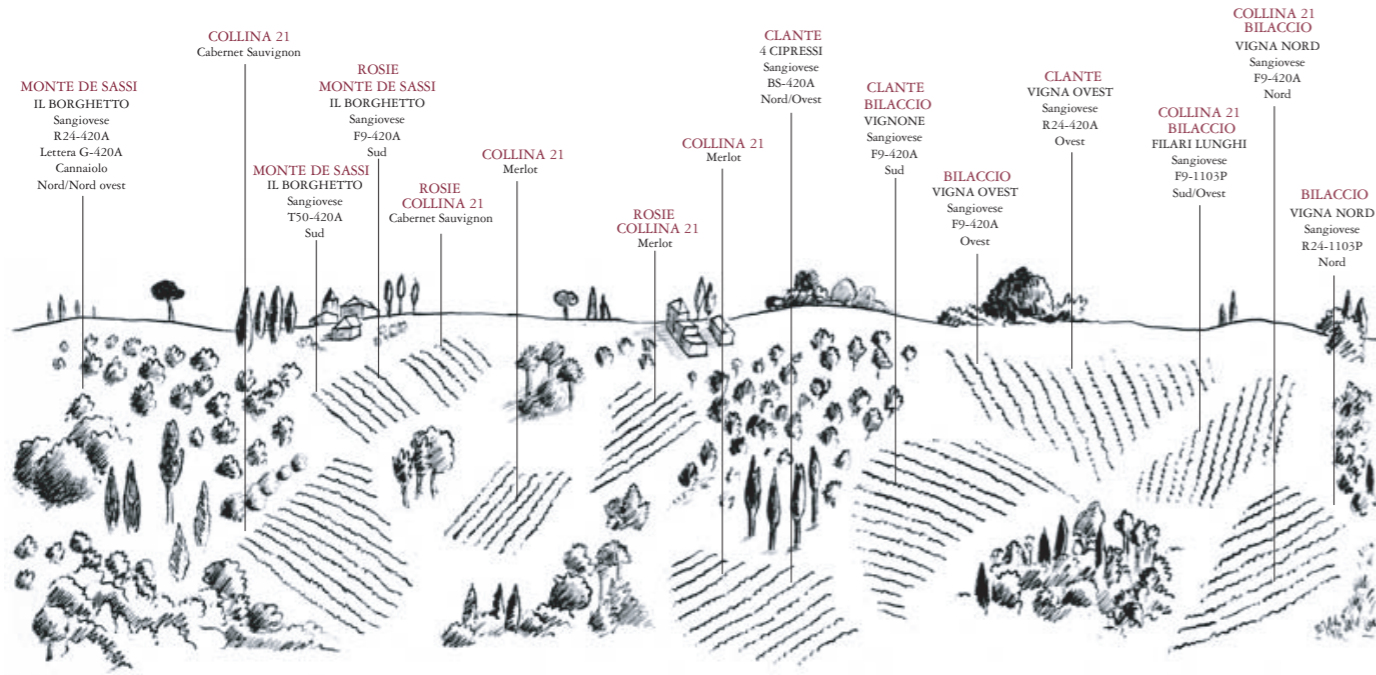 MONTE DE SASSI
IL BORGHETTO
Sangiovese
R24-420A
Lettera G-420A
Cannaiolo
Nord/Nord ovest
COLLINA 21
Cabernet Sauvignon
MONTE DE SASSI
IL BORGHETTO
Sangiovese
T50-420A
Sud
ROSIE
MONTE DE SASSI
IL BORGHETTO
Sangiovese
F9-420A
Sud
ROSIE
COLLINA 21
Cabernet Sauvignon
COLLINA 21
Merlot
ROSIE
COLLINA 21
Merlot
COLLINA 21
Merlot
CLANTE
4 CIPRESSI
Sangiovese
BS-420A
Nord/Ovest
CLANTE
BILACCIO
VIGNONE
Sangiovese
F9-420A
Sud
BILACCIO
VIGNA OVEST
Sangiovese
F9-420A
Ovest
CLANTE
VIGNA OVEST
Sangiovese
R24-420A
Ovest
COLLINA 21
BILACCIO
FILARI LUNGHI
Sangiovese
F9-1103P
Sud/Ovest
COLLINA 21
BILACCIO
VIGNA NORD
Sangiovese
F9-420A
Nord
BILACCIO
VIGNA NORD
Sangiovese
R24-1103P
Nord